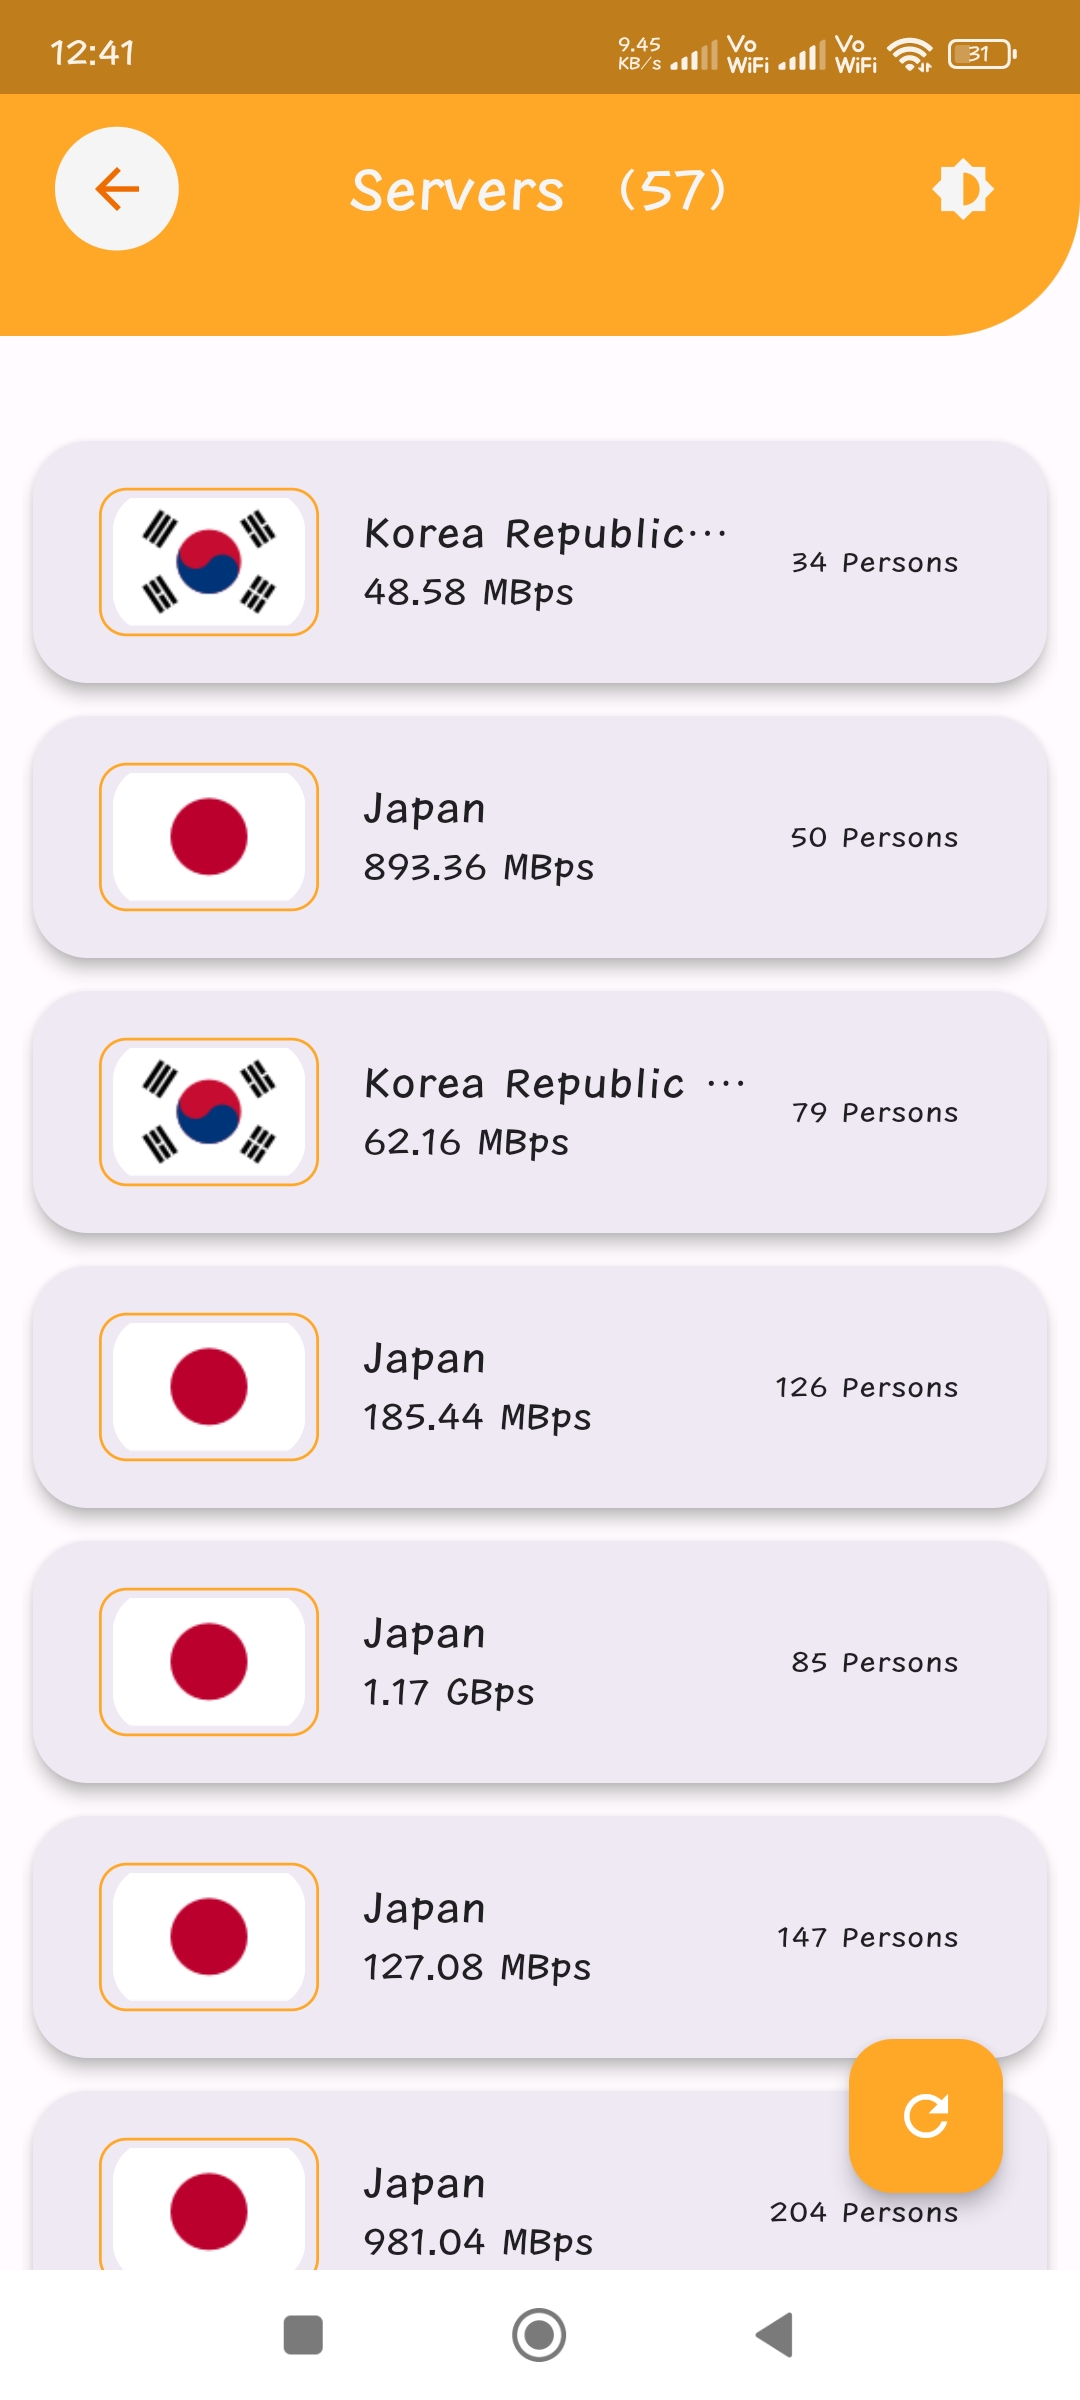 12:41
9.45 KB/s Vo WiFi Vo WiFi 31
Servers (57)
Korea Republic...
48.58 MBps
34 Persons
Japan
893.36 MBps
50 Persons
Korea Republic ...
62.16 MBps
79 Persons
Japan
185.44 MBps
126 Persons
Japan
1.17 GBps
85 Persons
Japan
127.08 MBps
147 Persons
Japan
981.04 MBps
204 Persons